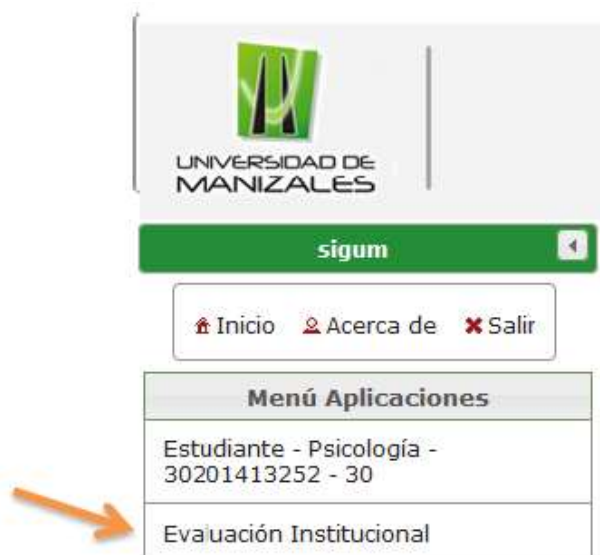 UNIVERSIDAD DE
MANIZALES
sigum
Inicio Acerca de Salir
Menú Aplicaciones
Estudiante - Psicología -
30201413252 - 30
Evaluación Institucional